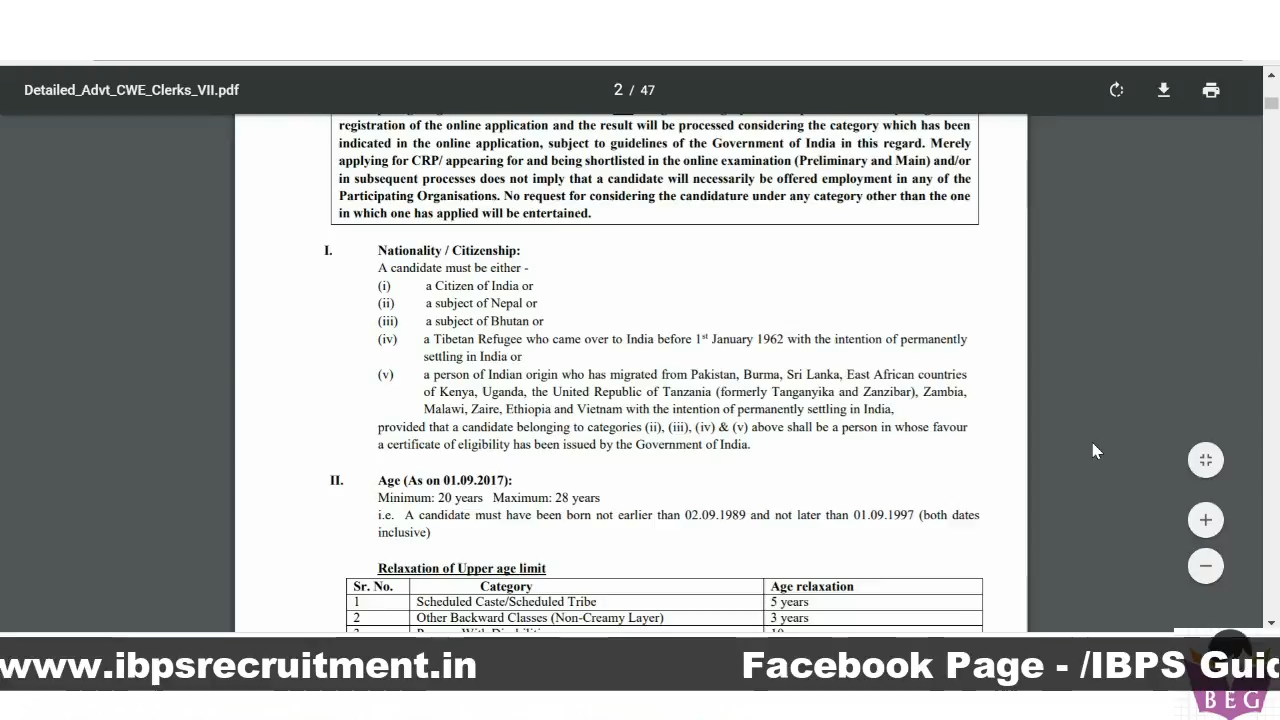 Detailed_Advt_CWE_Clerks_VII.pdf
2 / 47
registration of the online application and the result will be processed considering the category which has been
indicated in the online application, subject to guidelines of the Government of India in this regard. Merely
applying for CRP/ appearing for and being shortlisted in the online examination (Preliminary and Main) and/or
in subsequent processes does not imply that a candidate will necessarily be offered employment in any of the
Participating Organisations. No request for considering the candidature under any category other than the one
in which one has applied will be entertained.
I. Nationality / Citizenship:
A candidate must be either -
(i) a Citizen of India or
(ii) a subject of Nepal or
(iii) a subject of Bhutan or
(iv) a Tibetan Refugee who came over to India before 1st January 1962 with the intention of permanently
settling in India or
(v) a person of Indian origin who has migrated from Pakistan, Burma, Sri Lanka, East African countries
of Kenya, Uganda, the United Republic of Tanzania (formerly Tanganyika and Zanzibar), Zambia,
Malawi, Zaire, Ethiopia and Vietnam with the intention of permanently settling in India,
provided that a candidate belonging to categories (ii), (iii), (iv) & (v) above shall be a person in whose favour
a certificate of eligibility has been issued by the Government of India.
II. Age (As on 01.09.2017):
Minimum: 20 years Maximum: 28 years
i.e. A candidate must have been born not earlier than 02.09.1989 and not later than 01.09.1997 (both dates
inclusive)
Relaxation of Upper age limit
Sr. No. Category Age relaxation
1 Scheduled Caste/Scheduled Tribe 5 years
2 Other Backward Classes (Non-Creamy Layer) 3 years
www.ibpsrecruitment.in Facebook Page - /IBPS Guid
BEG